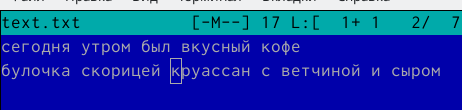 text.txt [-M--] 17 L:[ 1+ 1 2/ 7
сегодня утром был вкусный кофе
булочка скорицей круассан с ветчиной и сыром